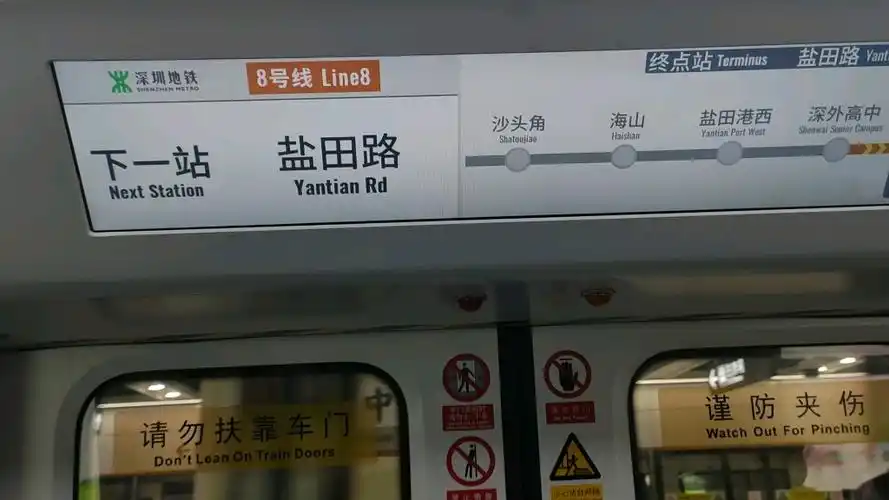 深圳地铁
SHENZHEN METRO
8号线 Line8
终点站 Terminus 盐田路
下一站
Next Station
盐田路
Yantian Rd
沙头角
Shatoujiao
海山
Haishan
盐田港西
Yantian Port West
深外高中
Shenwai Senior Campus
中
请勿扶靠车门
Don't Lean On Train Doors
谨防夹伤
Watch Out For Pinching